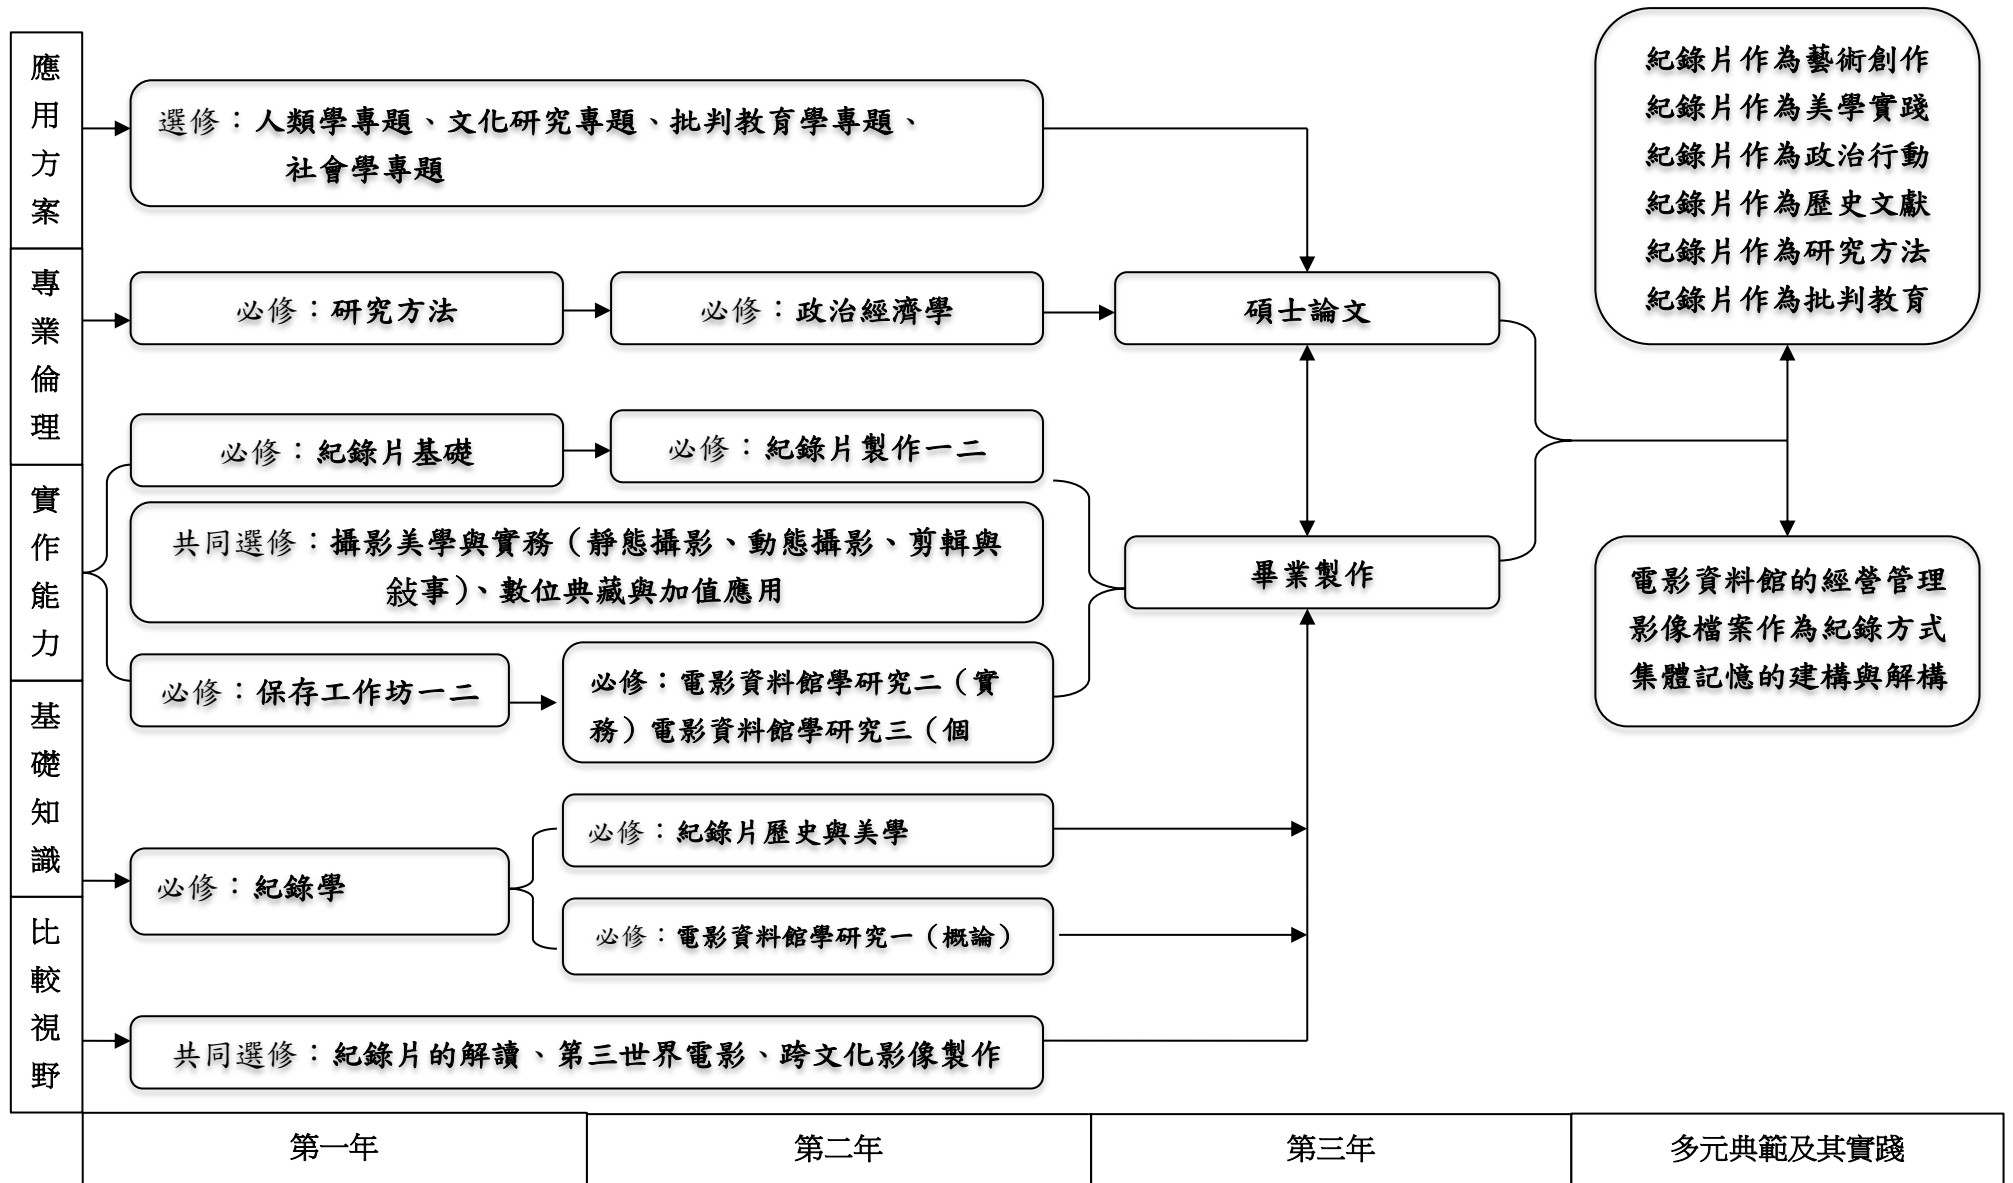 應用方案
選修：人類學專題、文化研究專題、批判教育學專題、
社會學專題
紀錄片作為藝術創作
紀錄片作為美學實踐
紀錄片作為政治行動
紀錄片作為歷史文獻
紀錄片作為研究方法
紀錄片作為批判教育
專業倫理
必修：研究方法
必修：政治經濟學
碩士論文
實作能力
必修：紀錄片基礎
必修：紀錄片製作一二
共同選修：攝影美學與實務（靜態攝影、動態攝影、剪輯與
敍事）、數位典藏與加值應用
必修：保存工作坊一二
必修：電影資料館學研究二（實
務）電影資料館學研究三（個
畢業製作
電影資料館的經營管理
影像檔案作為紀錄方式
集體記憶的建構與解構
基礎知識
必修：紀錄學
必修：紀錄片歷史與美學
必修：電影資料館學研究一（概論）
比較視野
共同選修：紀錄片的解讀、第三世界電影、跨文化影像製作
第一年
第二年
第三年
多元典範及其實踐